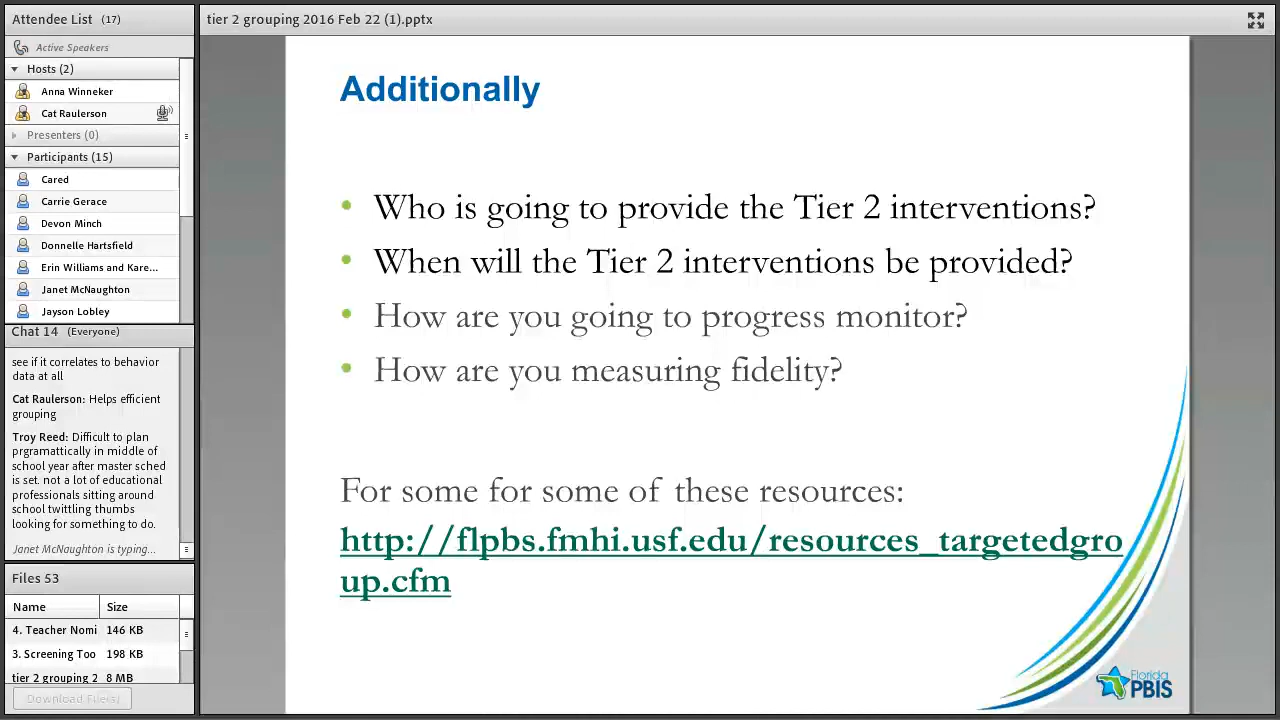 Attendee List (17)
Active Speakers
Hosts (2)
Anna Winneker
Cat Raulerson
Presenters (0)
Participants (15)
Cared
Carrie Gerace
Devon Minch
Donnelle Hartsfield
Erin Williams and Kare...
Janet McNaughton
Jayson Lobley
Chat 14 (Everyone)
see if it correlates to behavior
data at all
Cat Raulerson: Helps efficient
grouping
Troy Reed: Difficult to plan
prgramattically in middle of
school year after master sched
is set. not a lot of educational
professionals sitting around
school twittling thumbs
looking for something to do.
Janet McNaughton is typing...
Files 53
Name Size
4. Teacher Nomi 146 KB
3. Screening Too 198 KB
tier 2 grouping 2 8 MB
Download File(s)
tier 2 grouping 2016 Feb 22 (1).pptx
Additionally
• Who is going to provide the Tier 2 interventions?
• When will the Tier 2 interventions be provided?
• How are you going to progress monitor?
• How are you measuring fidelity?
For some for some of these resources:
http://flpbs.fmhi.usf.edu/resources_targetedgro
up.cfm
Florida
PBIS